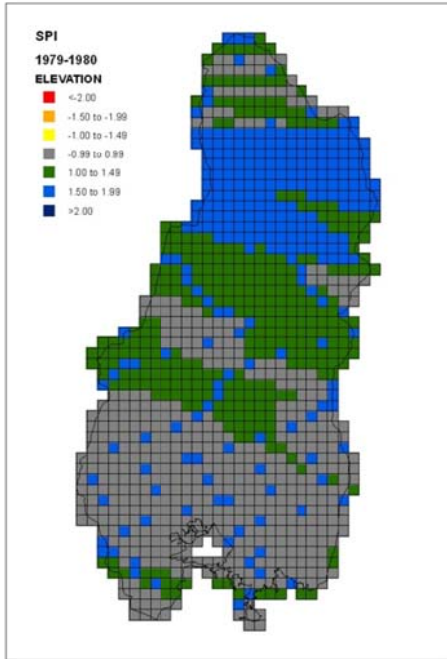 SPI
1979-1980
ELEVATION
<-2.00
-1.50 to -1.99
-1.00 to -1.49
-0.99 to 0.99
1.00 to 1.49
1.50 to 1.99
>2.00